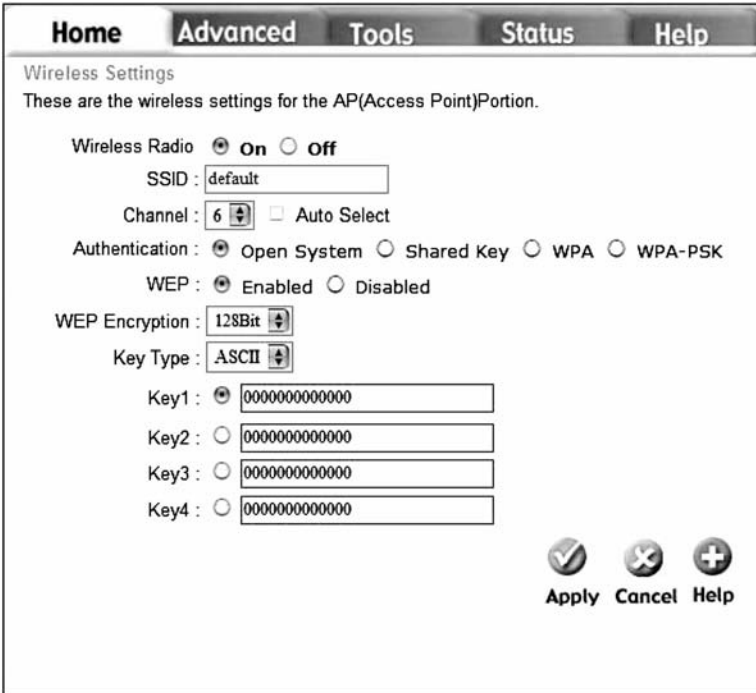 Home Advanced Tools Status Help
Wireless Settings
These are the wireless settings for the AP(Access Point)Portion.
Wireless Radio On Off
SSID : default
Channel : 6 Auto Select
Authentication : Open System Shared Key WPA WPA-PSK
WEP : Enabled Disabled
WEP Encryption : 128Bit
Key Type : ASCII
Key1 : 0000000000000
Key2 : 0000000000000
Key3 : 0000000000000
Key4 : 0000000000000
Apply Cancel Help